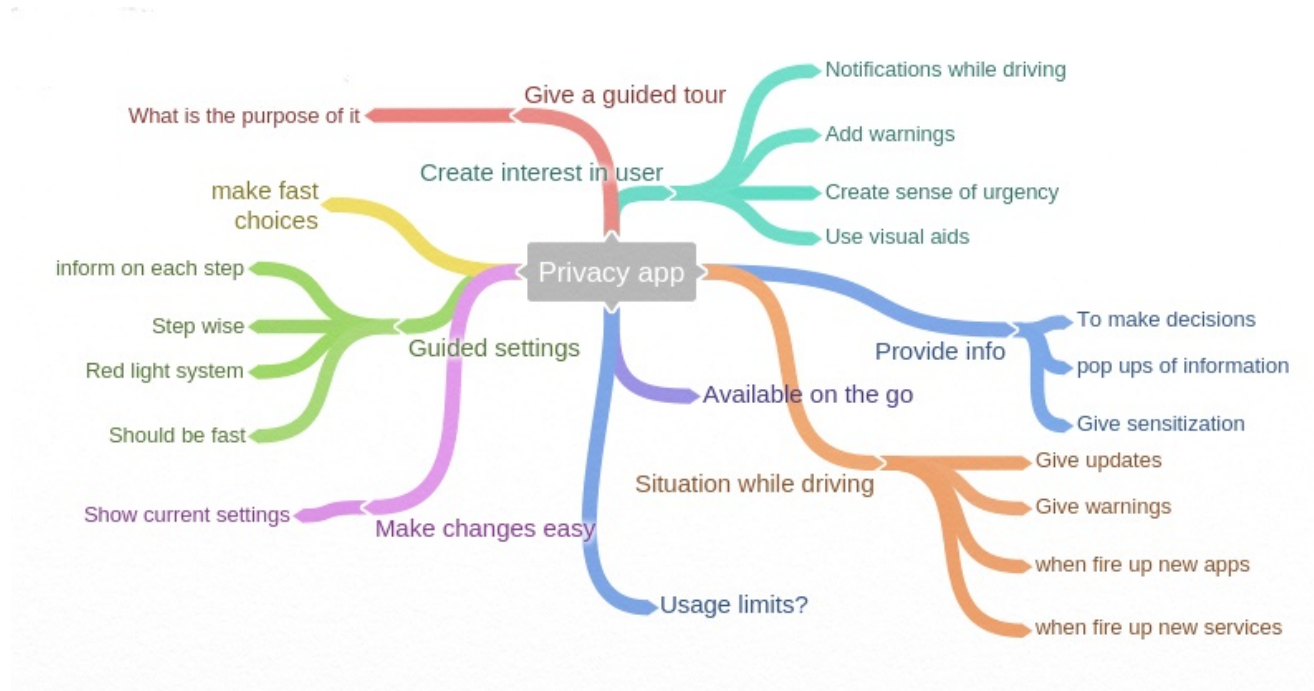 Give a guided tour
What is the purpose of it
Create interest in user
Notifications while driving
Add warnings
Create sense of urgency
Use visual aids
make fast
choices
Privacy app
Guided settings
inform on each step
Step wise
Red light system
Should be fast
Provide info
To make decisions
pop ups of information
Give sensitization
Available on the go
Situation while driving
Give updates
Give warnings
when fire up new apps
when fire up new services
Make changes easy
Show current settings
Usage limits?